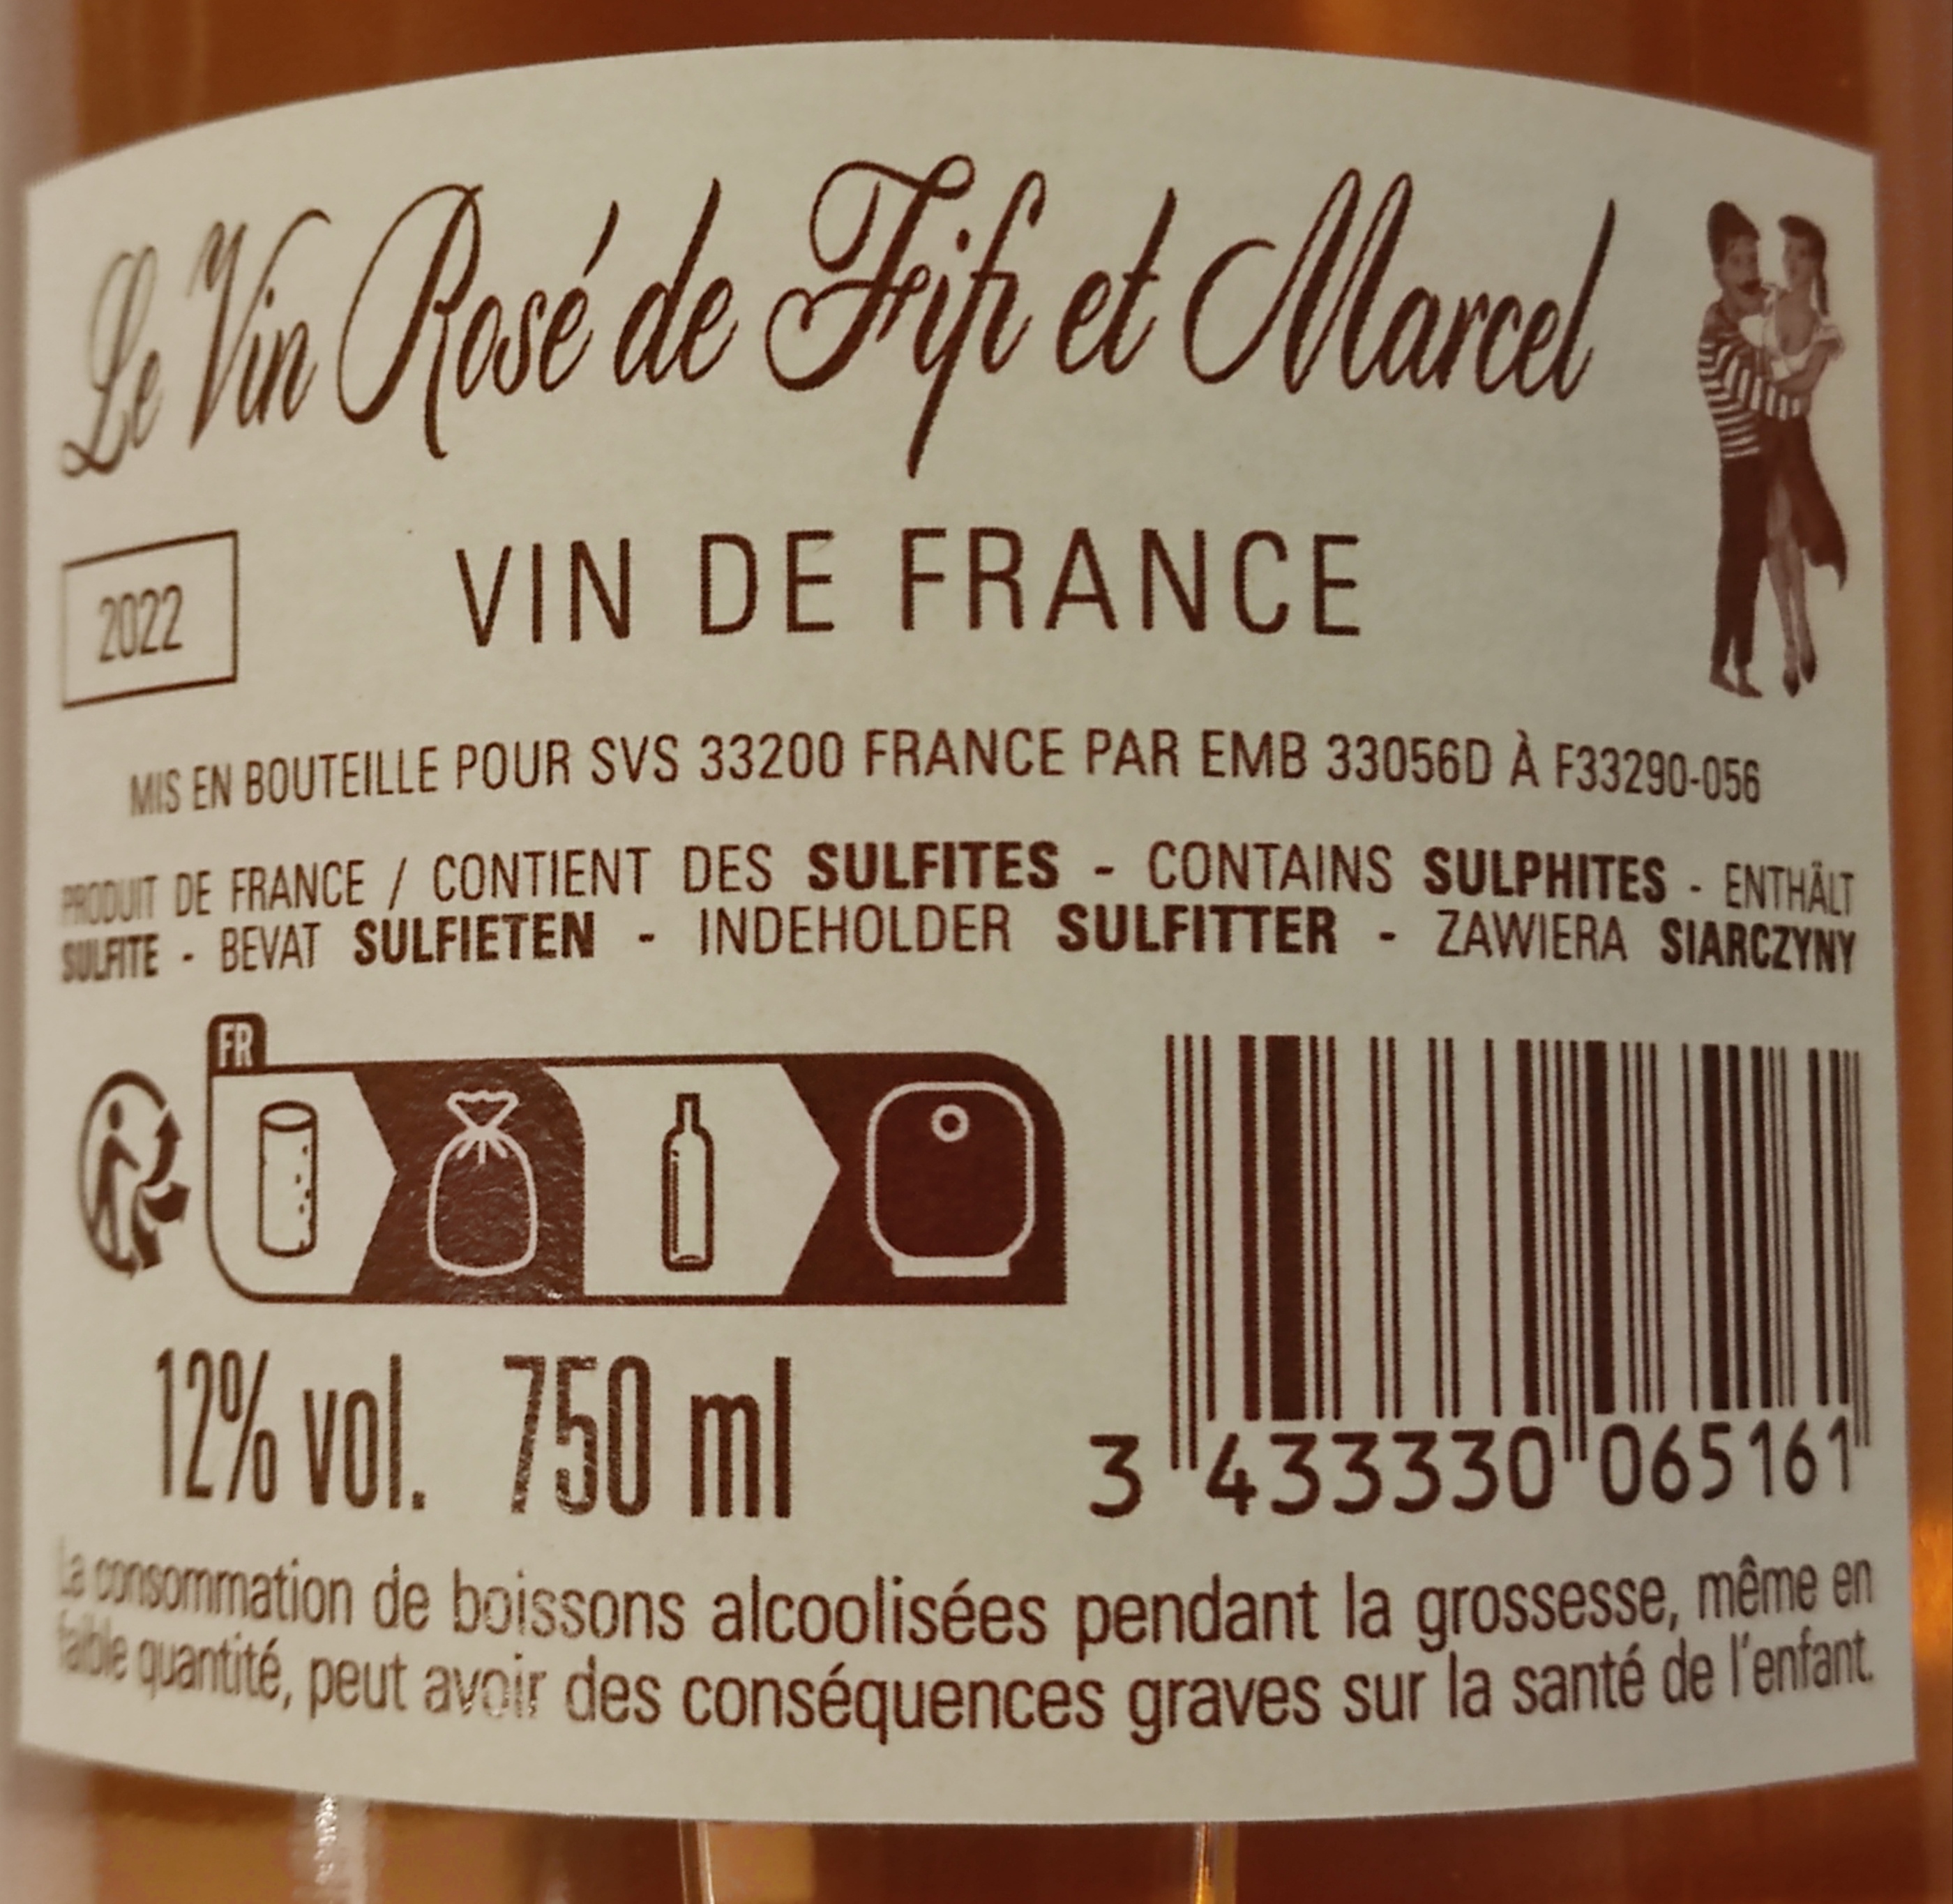 Le Vin Rosé de Fifi et Marcel
2022
VIN DE FRANCE
MIS EN BOUTEILLE POUR SVS 33200 FRANCE PAR EMB 33056D À F33290-056
PRODUIT DE FRANCE / CONTIENT DES SULFITES - CONTAINS SULPHITES - ENTHÄLT
SULFITE - BEVAT SULFIETEN - INDEHOLDER SULFITTER - ZAWIERA SIARCZYNY
FR
12% vol. 750 ml
3 433330 065161
La consommation de boissons alcoolisées pendant la grossesse, même en
faible quantité, peut avoir des conséquences graves sur la santé de l'enfant.